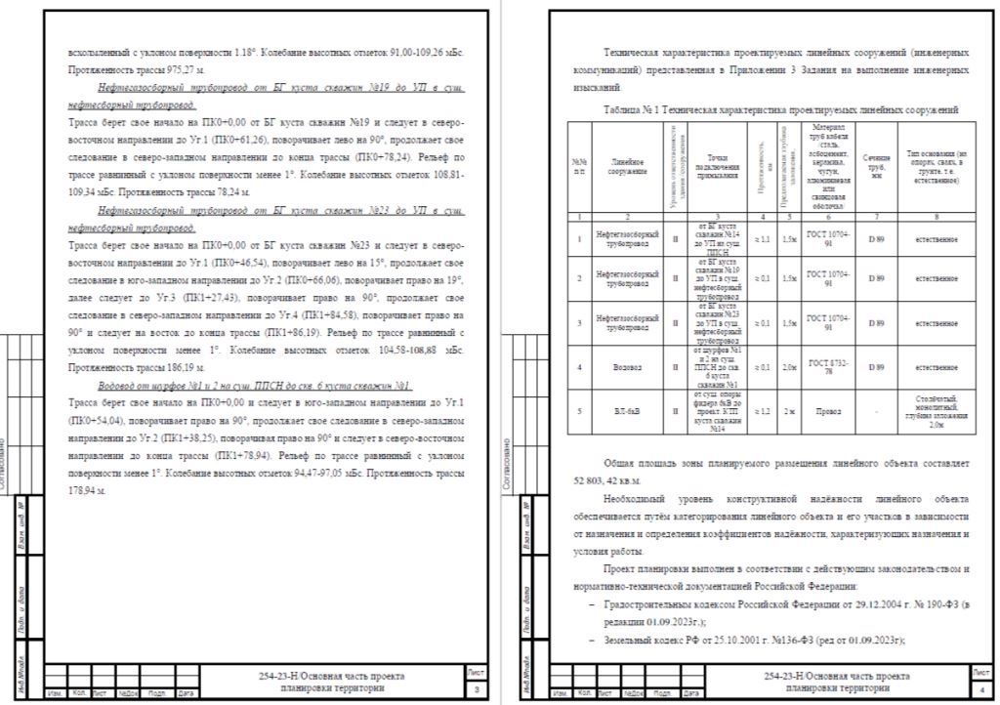 всхолмленный с уклоном поверхности 1.18°. Колебание высотных отметок 91,00-109,26 мБс.
Протяженность трассы 975,27 м.
Нефтегазосборный трубопровод от БГ куста скважин №19 до УП в сущ.
нефтесборный трубопровод.
Трасса берет свое начало на ПК0+0,00 от БГ куста скважин №19 и следует в северо-
восточном направлении до Уг.1 (ПК0+61,26), поворачивает лево на 90°, продолжает свое
следование в северо-западном направлении до конца трассы (ПК0+78,24). Рельеф по
трассе равнинный с уклоном поверхности менее 1°. Колебание высотных отметок 108,81-
109,34 мБс. Протяженность трассы 78,24 м.
Нефтегазосборный трубопровод от БГ куста скважин №23 до УП в сущ.
нефтесборный трубопровод.
Трасса берет свое начало на ПК0+0,00 от БГ куста скважин №23 и следует в северо-
восточном направлении до Уг.1 (ПК0+46,54), поворачивает лево на 15°, продолжает свое
следование в юго-западном направлении до Уг.2 (ПК0+66,06), поворачивает право на 19°,
далее следует до Уг.3 (ПК1+27,43), поворачивает право на 90°, продолжает свое
следование в северо-западном направлении до Уг.4 (ПК1+84,58), поворачивает право на
90° и следует на восток до конца трассы (ПК1+86,19). Рельеф по трассе равнинный с
уклоном поверхности менее 1°. Колебание высотных отметок 104,58-108,88 мБс.
Протяженность трассы 186,19 м.
Водовод от шурфов №1 и 2 на сущ. ППСН до скв. 6 куста скважин №1.
Трасса берет свое начало на ПК0+0,00 и следует в юго-западном направлении до Уг.1
(ПК0+54,04), поворачивает право на 90°, продолжает свое следование в северо-западном
направлении до Уг.2 (ПК1+38,25), поворачивая право на 90° и следует в северо-восточном
направлении до конца трассы (ПК1+78,94). Рельеф по трассе равнинный с уклоном
поверхности менее 1°. Колебание высотных отметок 94,47-97,05 мБс. Протяженность трассы
178,94 м.
Согласовано
Взам. инв. №
Подп. и дата
Инв.№подл.
Изм. Кол. Лист №Док Подп. Дата
254-23-Н/Основная часть проекта
планировки территории
Лист
3
Техническая характеристика проектируемых линейных сооружений (инженерных
коммуникаций) представленная в Приложении 3 Задания на выполнение инженерных
изысканий
Таблица № 1 Техническая характеристика проектируемых линейных сооружений
№№
п/п
Линейное
сооружение
Уровень ответственности
здания/сооружения
Точки
подключения
примыкания
Протяженность,
км
Предполагаемая глубина
заложения,
Материал
труб кабеля
/сталь,
асбоцемент,
керамика,
чугун,
алюминиевая
или
свинцовая
оболочка/
Сечение
труб,
мм
Тип основания (на
опорах, сваях, в
грунте, т.е.
естественное)
1 2 3 4 5 6 7 8
1
Нефтегазосборный
трубопровод
II
от БГ куста
скважин №14
до УП на сущ.
ППСН
≈ 1,1
1,5м
ГОСТ 10704-
91
D 89
естественное
2
Нефтегазосборный
трубопровод
II
от БГ куста
скважин №19
до УП в сущ.
нефтесборный
трубопровод
≈ 0,1
1,5м
ГОСТ 10704-
91
D 89
естественное
3
Нефтегазосборный
трубопровод
II
от БГ куста
скважин №23
до УП в сущ.
нефтесборный
трубопровод
≈ 0,1
1,5м
ГОСТ 10704-
91
D 89
естественное
4
Водовод
II
от шурфов №1
и 2 на сущ.
ППСН до скв.
6 куста
скважин №1
≈ 0,1
2,0м
ГОСТ 8732-
78
D 89
естественное
5
ВЛ-6кВ
II
от сущ. опоры
фидера 6кВ до
проект. КТП
куста скважин
№14
≈ 1,2
2 м
Провод
-
Столбчатый,
монолитный,
глубина заложения
2,0м
Общая площадь зоны планируемого размещения линейного объекта составляет
52 803, 42 кв.м.
Необходимый уровень конструктивной надёжности линейного объекта
обеспечивается путём категорирования линейного объекта и его участков в зависимости
от назначения и определения коэффициентов надёжности, характеризующих назначения и
условия работы.
Проект планировки выполнен в соответствии с действующим законодательством и
нормативно-технической документацией Российской Федерации:
– Градостроительным кодексом Российской Федерации от 29.12.2004 г. № 190-ФЗ (в
редакции 01.09.2023г.);
– Земельный кодекс РФ от 25.10.2001 г. №136-ФЗ (ред от 01.09.2023г);
Согласовано
Взам. инв. №
Подп. и дата
Инв.№подл.
Изм. Кол. Лист №Док Подп. Дата
254-23-Н/Основная часть проекта
планировки территории
Лист
4